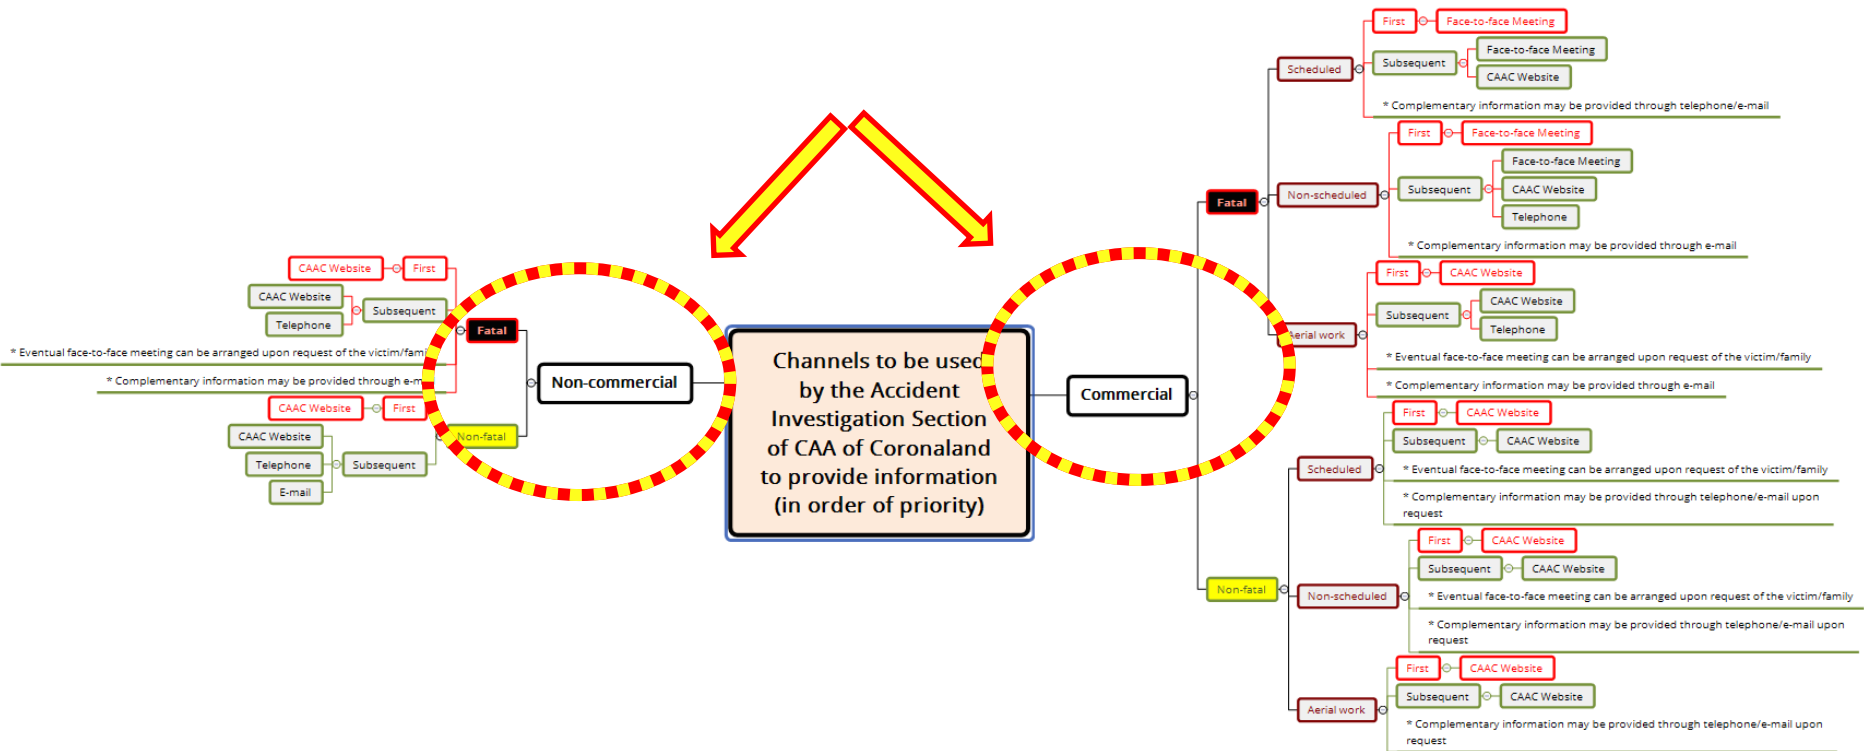 Channels to be used
by the Accident
Investigation Section
of CAA of Coronaland
to provide information
(in order of priority)
Non-commercial
Fatal
First
CAAC Website
Subsequent
CAAC Website
Telephone
* Eventual face-to-face meeting can be arranged upon request of the
* Complementary information may be provided through
Non-fatal
First
CAAC Website
Subsequent
CAAC Website
Telephone
E-mail
Commercial
Fatal
Scheduled
First
Face-to-face Meeting
Subsequent
Face-to-face Meeting
CAAC Website
* Complementary information may be provided through telephone/e-mail
Non-scheduled
First
Face-to-face Meeting
Subsequent
Face-to-face Meeting
CAAC Website
Telephone
* Complementary information may be provided through e-mail
Aerial work
First
CAAC Website
Subsequent
CAAC Website
Telephone
* Eventual face-to-face meeting can be arranged upon request of the victim/family
* Complementary information may be provided through e-mail
Non-fatal
Scheduled
First
CAAC Website
Subsequent
CAAC Website
* Eventual face-to-face meeting can be arranged upon request of the victim/family
* Complementary information may be provided through telephone/e-mail upon
request
Non-scheduled
First
CAAC Website
Subsequent
CAAC Website
* Eventual face-to-face meeting can be arranged upon request of the victim/family
* Complementary information may be provided through telephone/e-mail upon
request
Aerial work
First
CAAC Website
Subsequent
CAAC Website
* Complementary information may be provided through telephone/e-mail upon
request